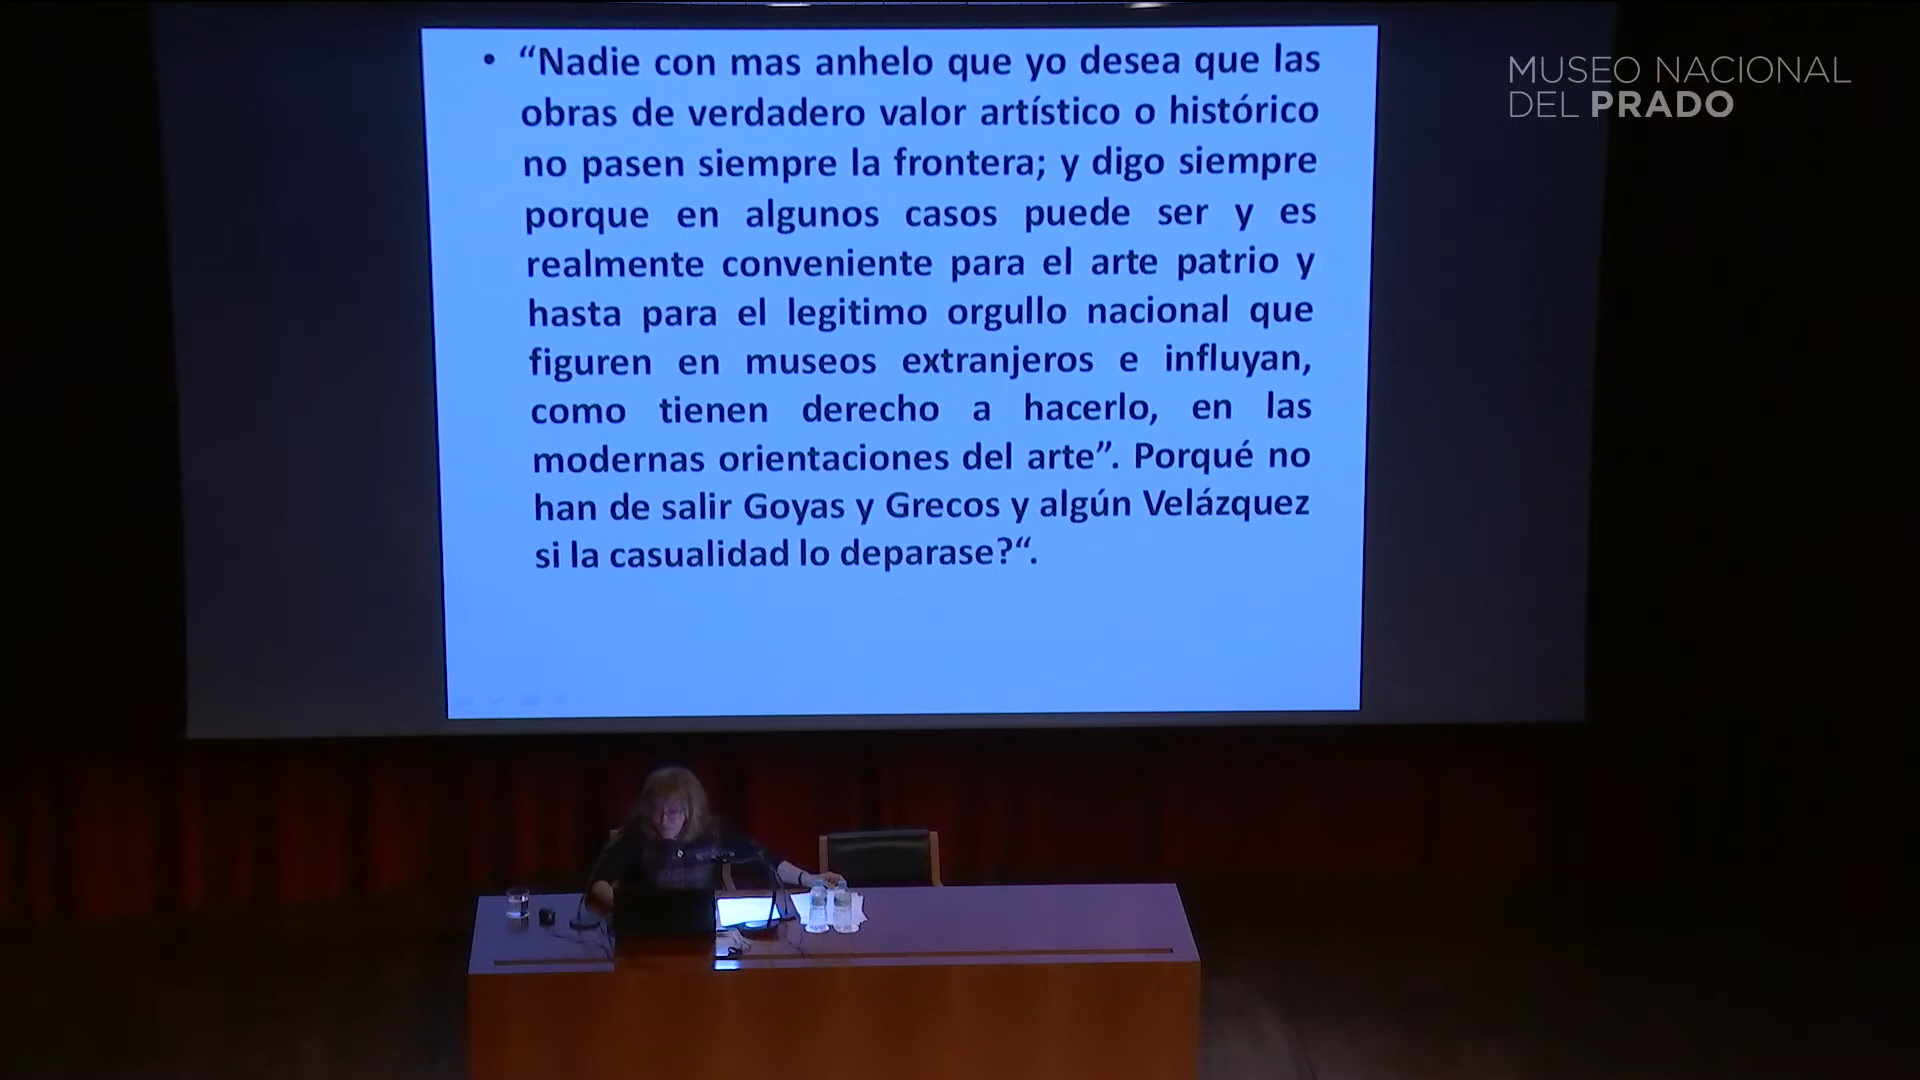 • “Nadie con mas anhelo que yo desea que las
obras de verdadero valor artístico o histórico
no pasen siempre la frontera; y digo siempre
porque en algunos casos puede ser y es
realmente conveniente para el arte patrio y
hasta para el legitimo orgullo nacional que
figuren en museos extranjeros e influyan,
como tienen derecho a hacerlo, en las
modernas orientaciones del arte”. Porqué no
han de salir Goyas y Grecos y algún Velázquez
si la casualidad lo deparase?“.
MUSEO NACIONAL
DEL PRADO